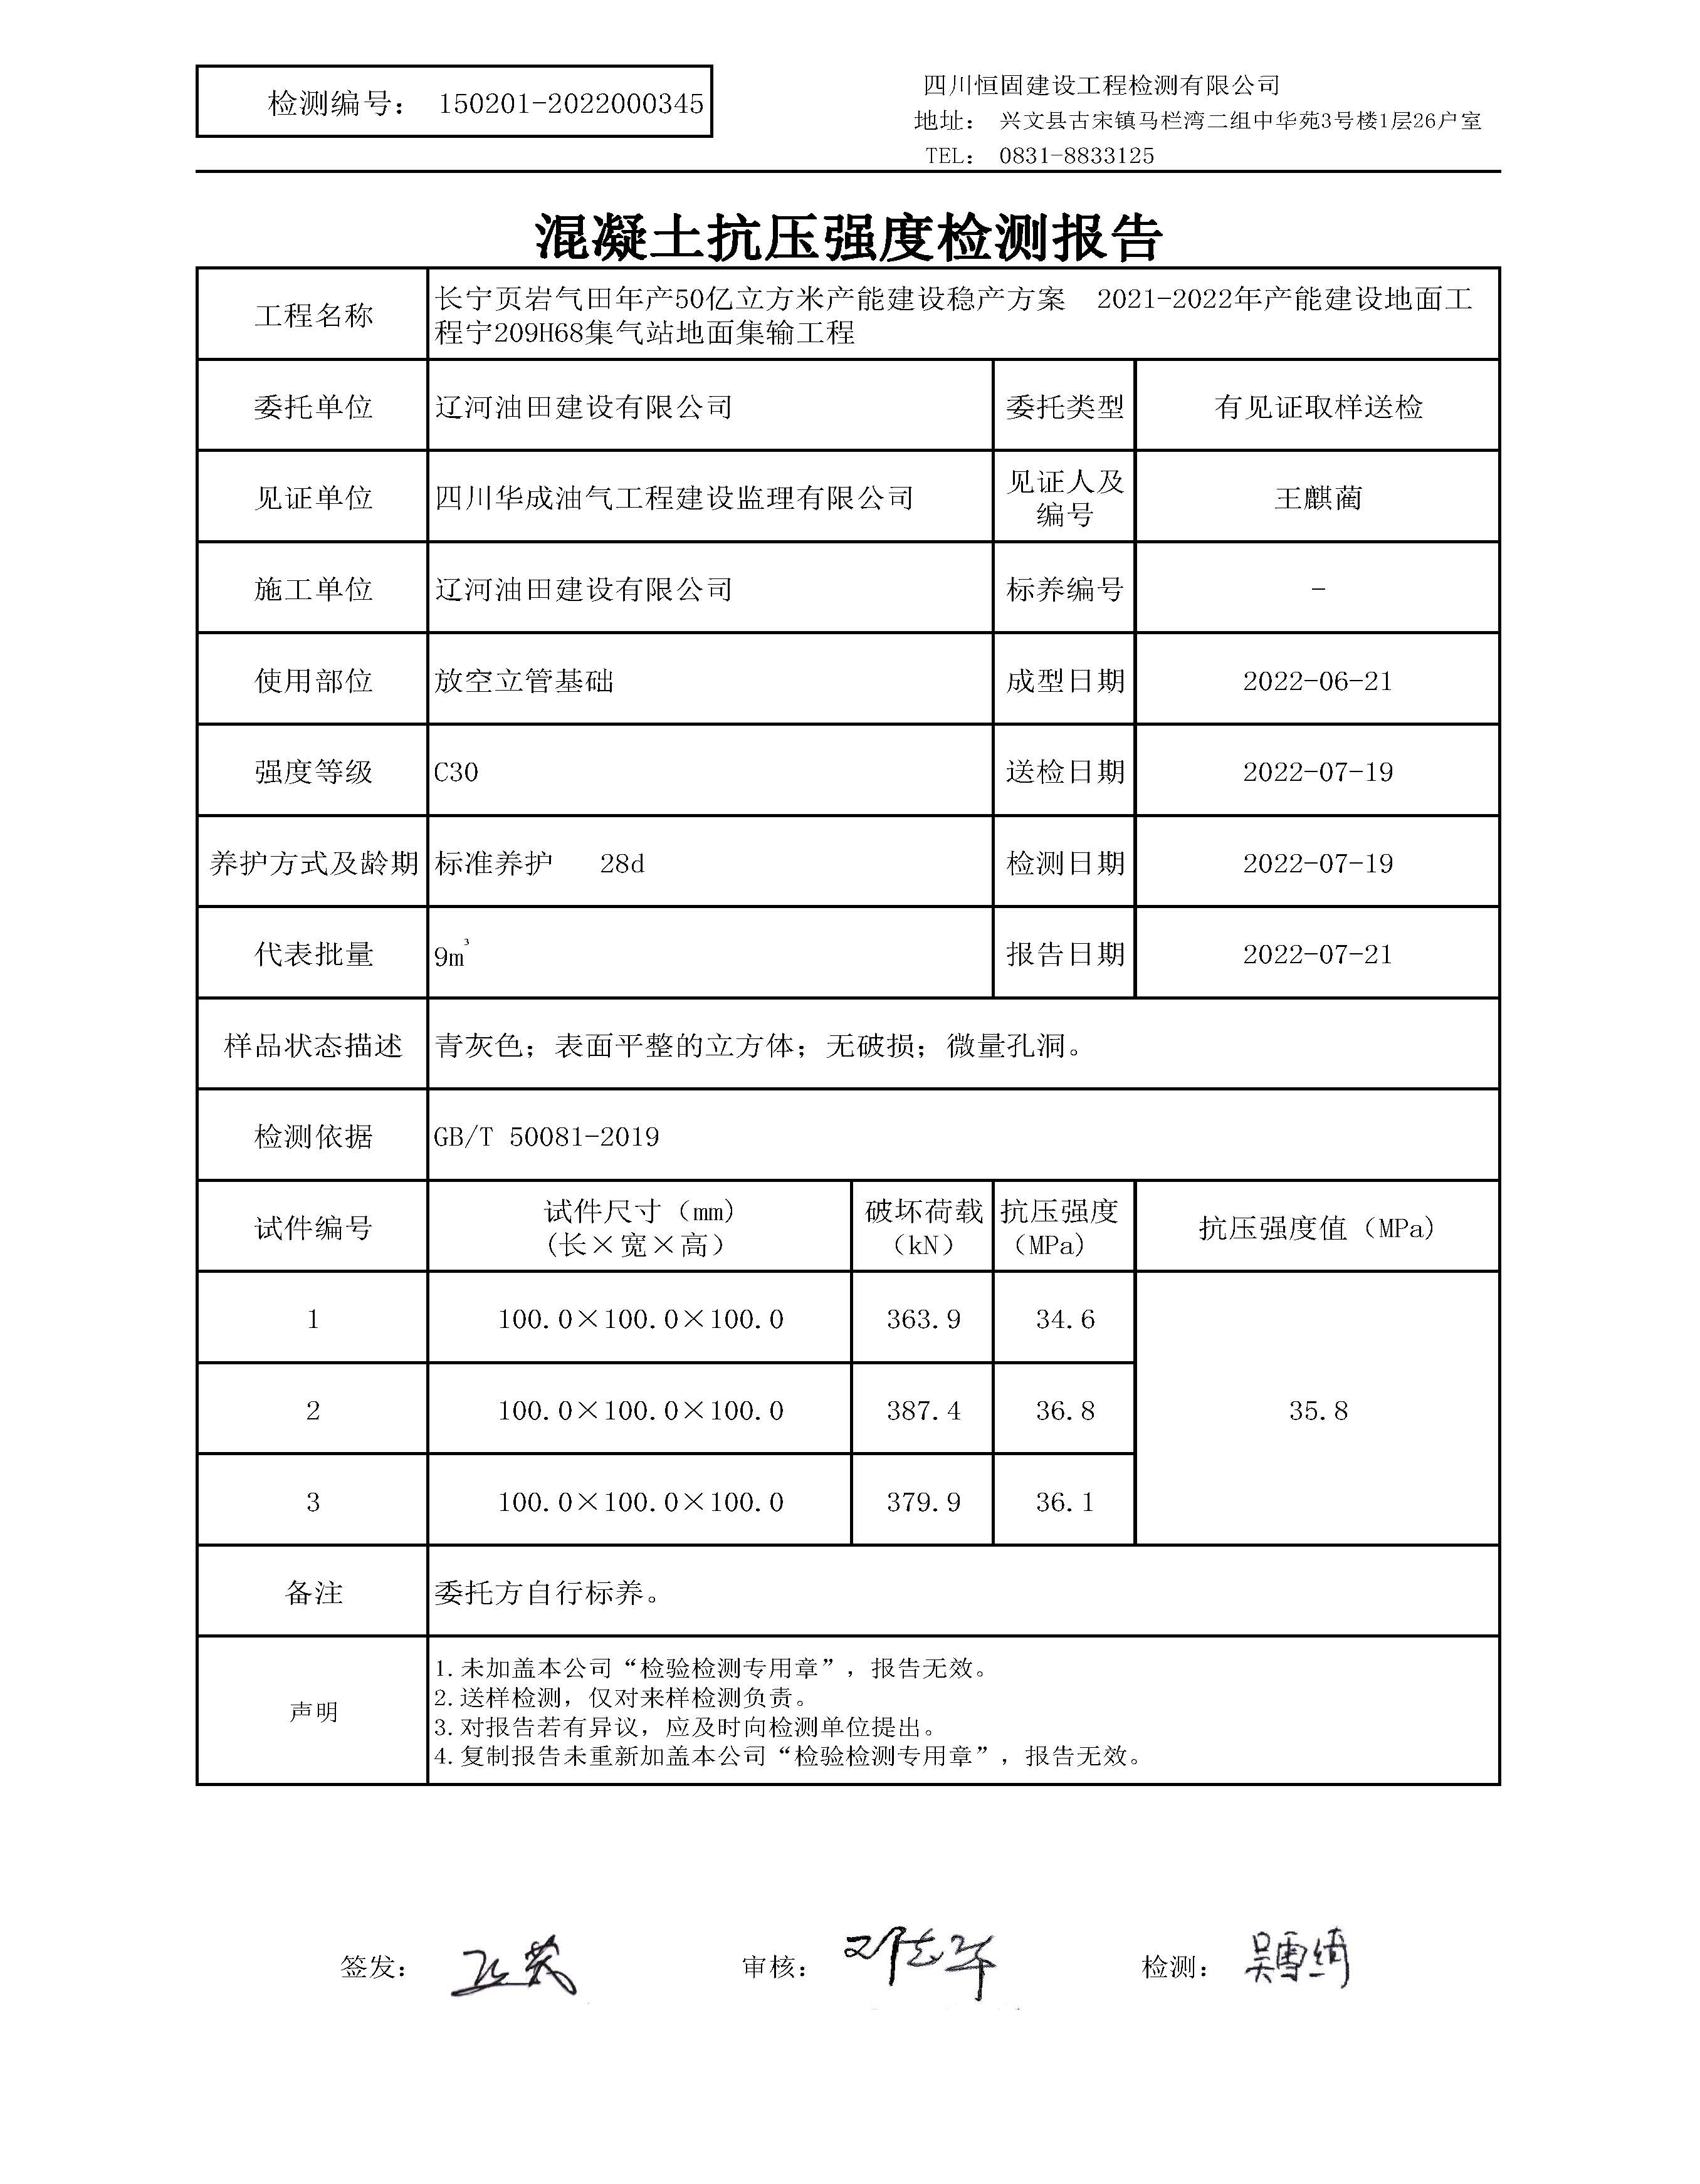 检测编号： 150201-2022000345
四川恒固建设工程检测有限公司
地址： 兴文县古宋镇马栏湾二组中华苑3号楼1层26户室
TEL： 0831-8833125
混凝土抗压强度检测报告
工程名称 长宁页岩气田年产50亿立方米产能建设稳产方案 2021-2022年产能建设地面工
程宁209H68集气站地面集输工程
委托单位 辽河油田建设有限公司 委托类型 有见证取样送检
见证单位 四川华成油气工程建设监理有限公司 见证人及
编号 王麒蔺
施工单位 辽河油田建设有限公司 标养编号 -
使用部位 放空立管基础 成型日期 2022-06-21
强度等级 C30 送检日期 2022-07-19
养护方式及龄期 标准养护 28d 检测日期 2022-07-19
代表批量 9m³ 报告日期 2022-07-21
样品状态描述 青灰色；表面平整的立方体；无破损；微量孔洞。
检测依据 GB/T 50081-2019
试件编号 试件尺寸（mm)
(长×宽×高） 破坏荷载
（kN） 抗压强度
（MPa) 抗压强度值（MPa)
1 100.0×100.0×100.0 363.9 34.6
2 100.0×100.0×100.0 387.4 36.8 35.8
3 100.0×100.0×100.0 379.9 36.1
备注 委托方自行标养。
声明
1.未加盖本公司“检验检测专用章”，报告无效。
2.送样检测，仅对来样检测负责。
3.对报告若有异议，应及时向检测单位提出。
4.复制报告未重新加盖本公司“检验检测专用章”，报告无效。
签发： 审核： 检测： 吴雪绮